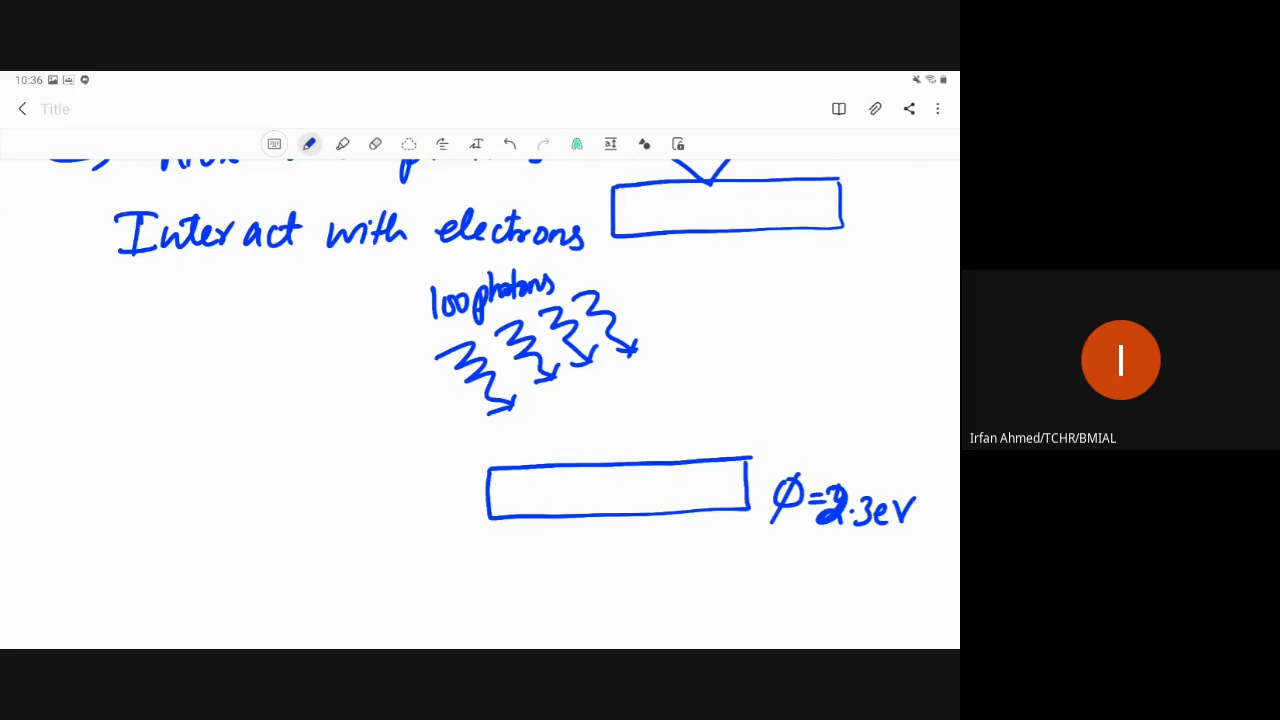 10:36
Title
Interact with electrons
100 photons
Irfan Ahmed/TCHR/BMIAL
I
ϕ=2.3eV